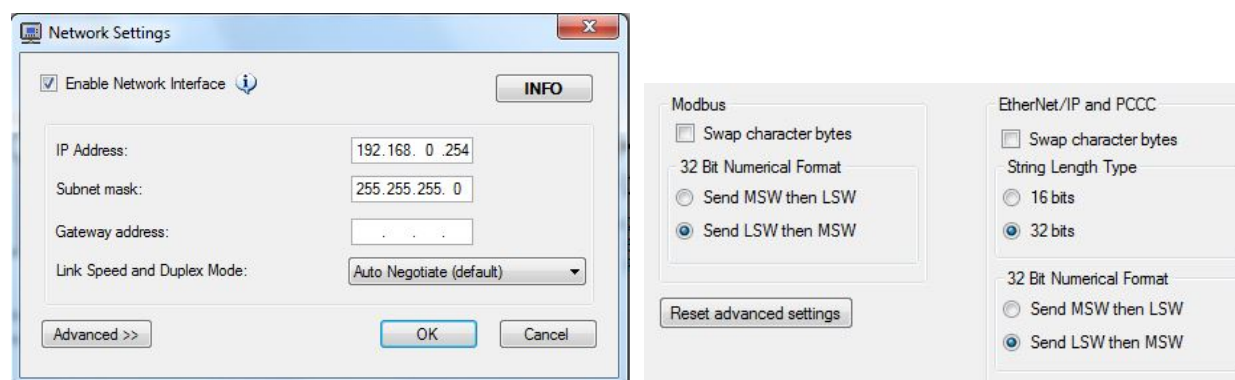 Network Settings
Enable Network Interface
INFO
IP Address:
192.168. 0 .254
Subnet mask:
255.255.255. 0
Gateway address:
. . .
Link Speed and Duplex Mode:
Auto Negotiate (default)
Advanced >>
OK
Cancel
Modbus
Swap character bytes
32 Bit Numerical Format
Send MSW then LSW
Send LSW then MSW
Reset advanced settings
EtherNet/IP and PCCC
Swap character bytes
String Length Type
16 bits
32 bits
32 Bit Numerical Format
Send MSW then LSW
Send LSW then MSW